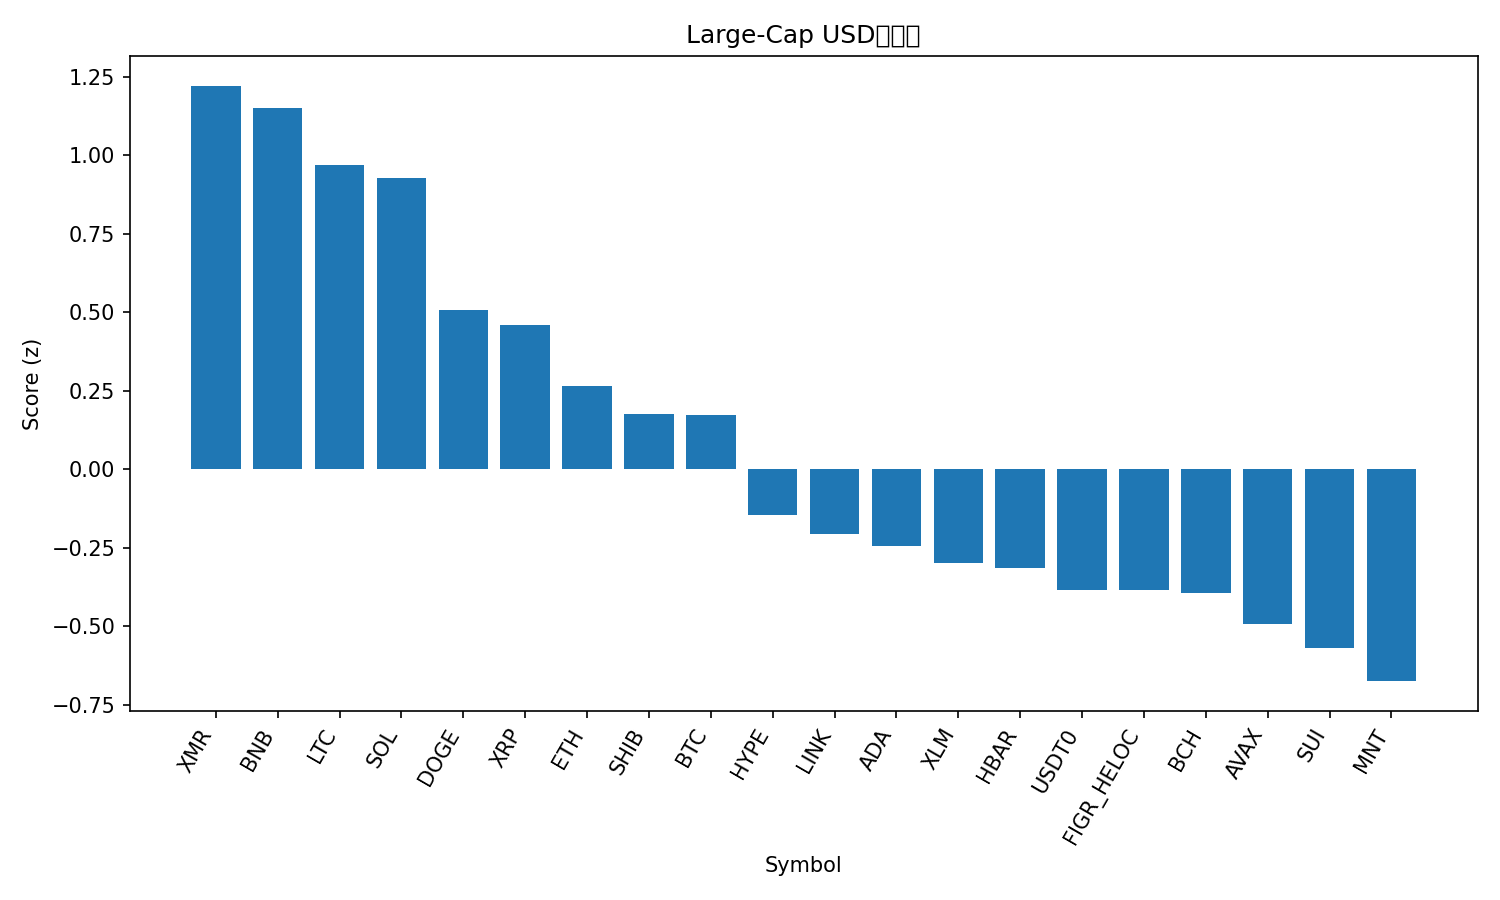 Large-Cap USD
1.25
1.00
0.75
0.50
0.25
0.00
−0.25
−0.50
−0.75
Score (z)
XMR
BNB
LTC
SOL
DOGE
XRP
ETH
SHIB
BTC
HYPE
LINK
ADA
XLM
HBAR
USDT0
FIGR_HELOC
BCH
AVAX
SUI
MNT
Symbol